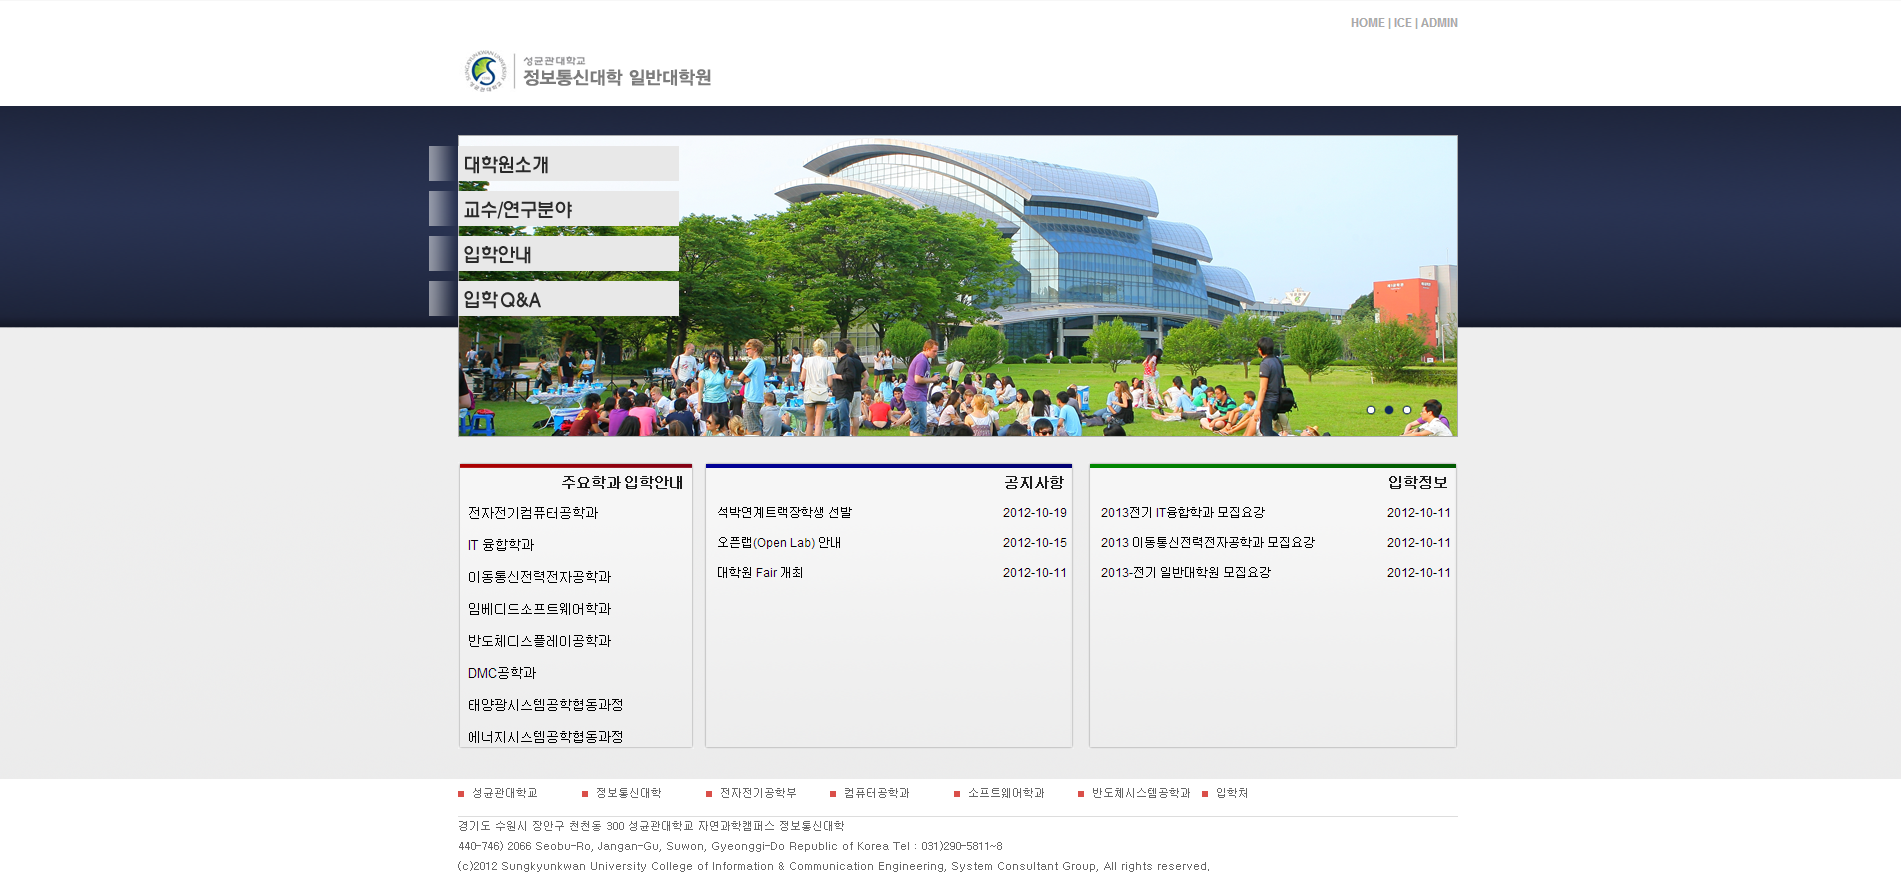 HOME | ICE | ADMIN
성균관대학교
정보통신대학 일반대학원
대학원소개
교수/연구분야
입학안내
입학Q&A
주요학과 입학안내
전자전기컴퓨터공학과
IT 융합학과
이동통신전력전자공학과
임베디드소프트웨어학과
반도체디스플레이공학과
DMC공학과
태양광시스템공학협동과정
에너지시스템공학협동과정
공지사항
석박연계트랙장학생 선발 2012-10-19
오픈랩(Open Lab) 안내 2012-10-15
대학원 Fair 개최 2012-10-11
입학정보
2013전기 IT융합학과 모집요강 2012-10-11
2013 이동통신전력전자공학과 모집요강 2012-10-11
2013-전기 일반대학원 모집요강 2012-10-11
성균관대학교 정보통신대학 전자전기공학부 컴퓨터공학과 소프트웨어학과 반도체시스템공학과 입학처
경기도 수원시 장안구 천천동 300 성균관대학교 자연과학캠퍼스 정보통신대학
440-746) 2066 Seobu-Ro, Jangan-Gu, Suwon, Gyeonggi-Do Republic of Korea Tel : 031)290-5811~8
(c)2012 Sungkyunkwan University College of Information & Communication Engineering, System Consultant Group, All rights reserved.